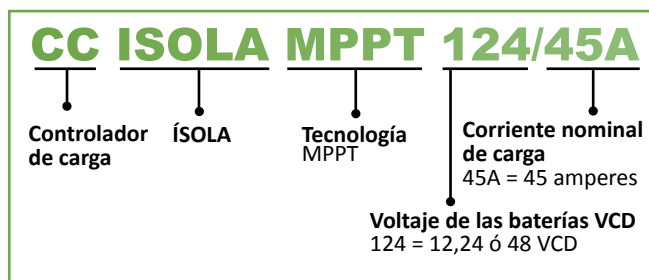 CC ISOLA MPPT 124/45A
Controlador
de carga
ÍSOLA
Tecnología
MPPT
Corriente nominal
de carga
45A = 45 amperes
Voltaje de las baterías VCD
124 = 12,24 ó 48 VCD